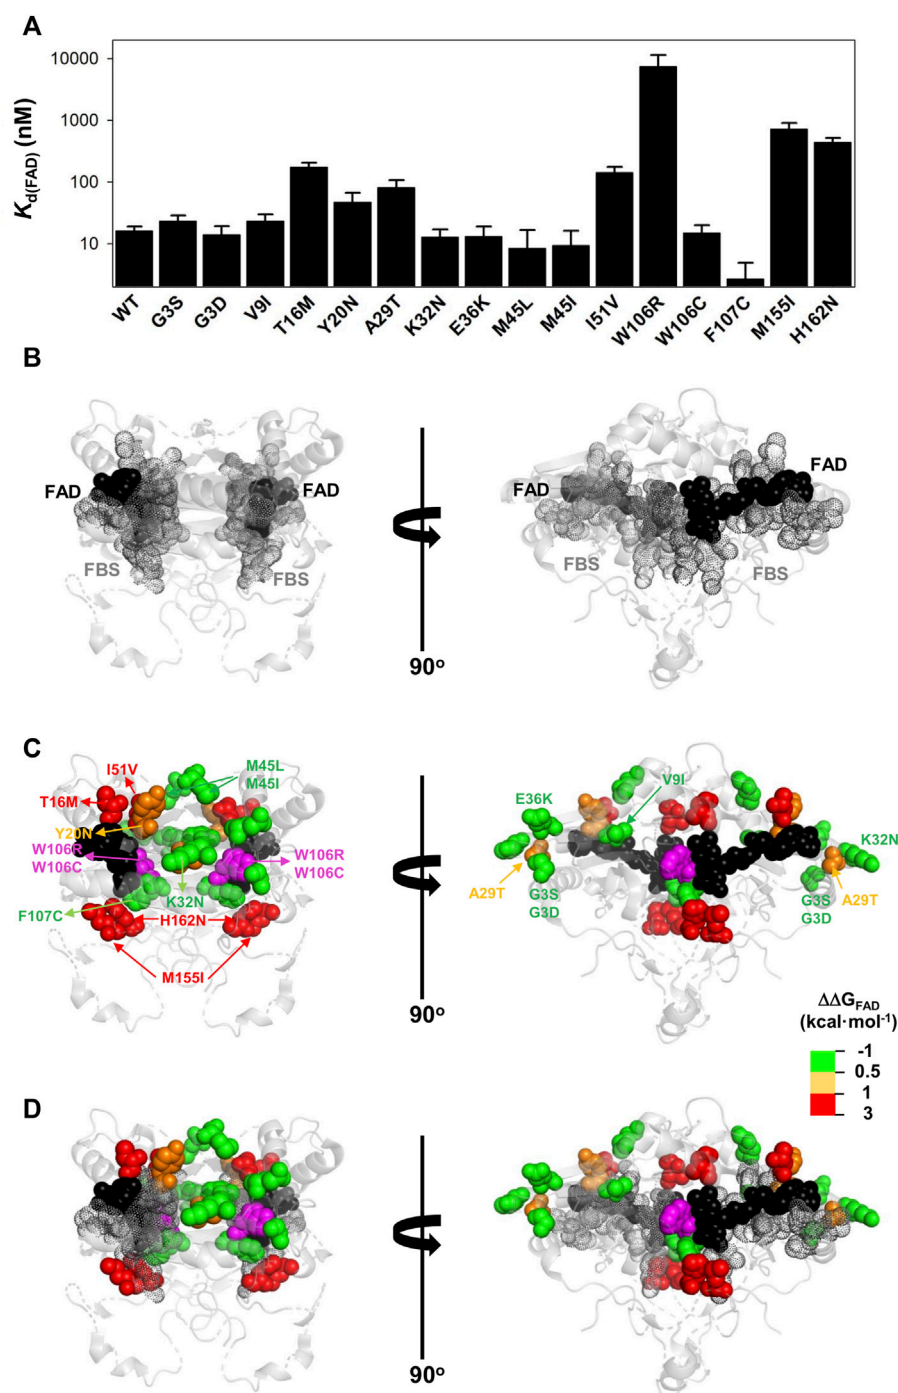 A
10000
1000
100
10
Kd(FAD) (nM)
WT
G3S
G3D
V9I
T16M
Y20N
A29T
K32N
E36K
M45L
M45I
I51V
W106R
W106C
F107C
M155I
H162N
B
FAD
FAD
FBS
FBS
90º
FAD
FAD
FBS
FBS
C
I51V
M45L
M45I
T16M
Y20N
W106R
W106C
W106R
W106C
K32N
F107C
H162N
M155I
90º
V9I
E36K
K32N
A29T
A29T
G3S
G3D
G3S
G3D
ΔΔGFAD
(kcal·mol-1)
-1
0.5
1
3
D
90º